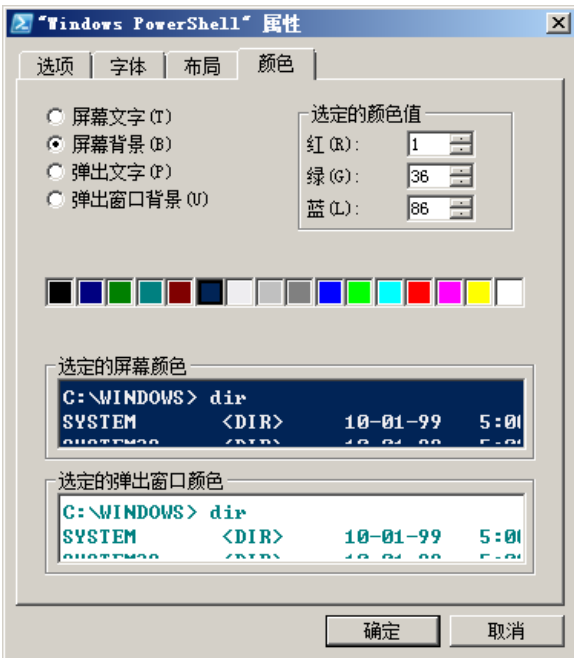 “Windows PowerShell” 属性
选项 字体 布局 颜色
屏幕文字(T)
屏幕背景(B)
弹出文字(P)
弹出窗口背景(U)
选定的颜色值
红(R): 1
绿(G): 36
蓝(L): 86
选定的屏幕颜色
C:\WINDOWS> dir
SYSTEM <DIR> 10-01-99 5:00
选定的弹出窗口颜色
C:\WINDOWS> dir
SYSTEM <DIR> 10-01-99 5:00
确定 取消